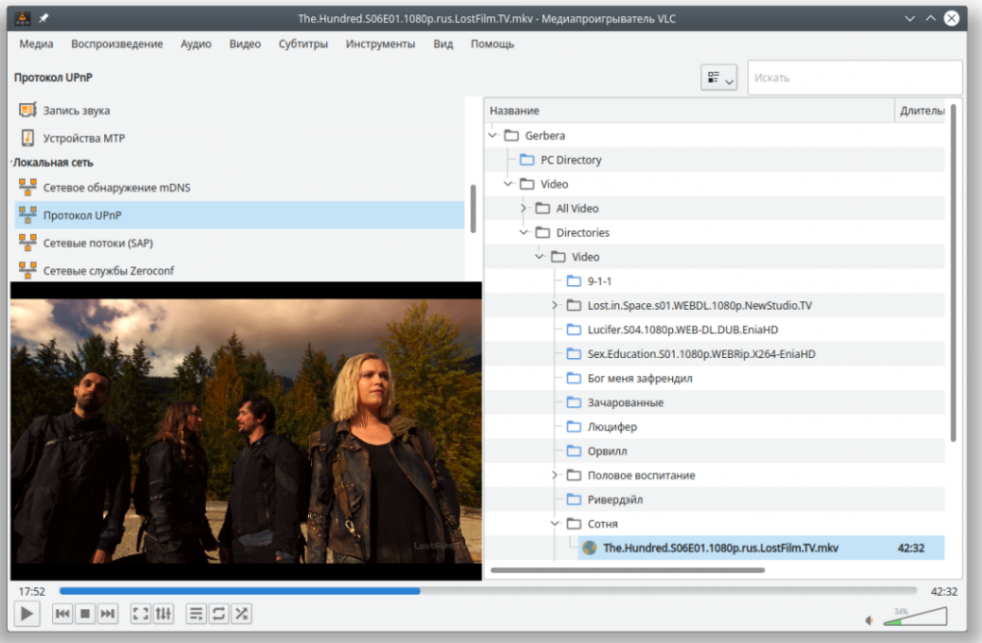 The.Hundred.S06E01.1080p.rus.LostFilm.TV.mkv - Медиапроигрыватель VLC
Медиа Воспроизведение Аудио Видео Субтитры Инструменты Вид Помощь
Протокол UPnP
Искать
Запись звука
Устройства MTP
Локальная сеть
Сетевое обнаружение mDNS
Протокол UPnP
Сетевые потоки (SAP)
Сетевые службы Zeroconf
Название Длитель
Gerbera
PC Directory
Video
All Video
Directories
Video
9-1-1
Lost.in.Space.s01.WEBDL.1080p.NewStudio.TV
Lucifer.S04.1080p.WEB-DL.DUB.EniaHD
Sex.Education.S01.1080p.WEBRip.X264-EniaHD
Бог меня зафрендил
Зачарованные
Люцифер
Орвилл
Половое воспитание
Ривердэйл
Сотня
The.Hundred.S06E01.1080p.rus.LostFilm.TV.mkv 42:32
17:52 42:32
34%